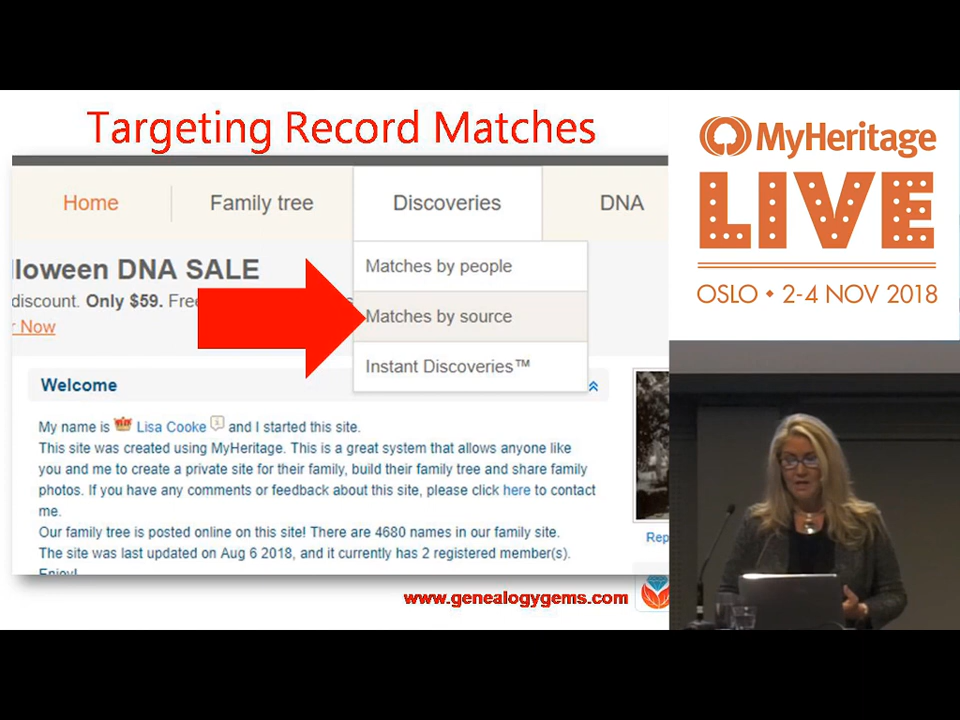 Targeting Record Matches
Home
Family tree
Discoveries
DNA
lloween DNA SALE
discount. Only $59. Free
r Now
Matches by people
Matches by source
Instant Discoveries™
Welcome
My name is Lisa Cooke and I started this site.
This site was created using MyHeritage. This is a great system that allows anyone like
you and me to create a private site for their family, build their family tree and share family
photos. If you have any comments or feedback about this site, please click here to contact
me.
Our family tree is posted online on this site! There are 4680 names in our family site.
The site was last updated on Aug 6 2018, and it currently has 2 registered member(s).
Enjoy!
Rep
www.genealogygems.com
MyHeritage
LIVE
OSLO • 2-4 NOV 2018